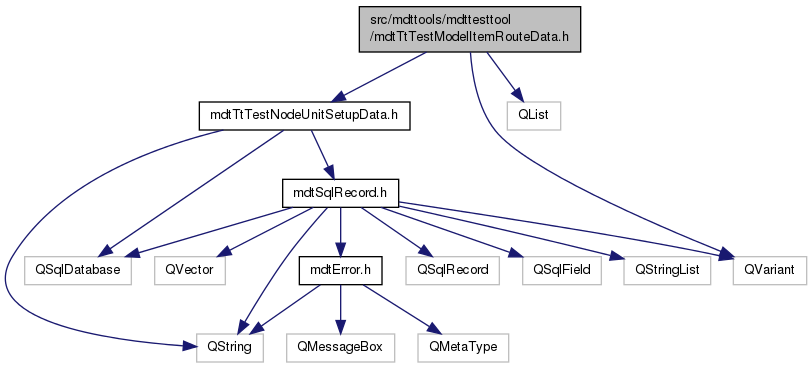 src/mdttools/mdttesttool
/mdtTtTestModelItemRouteData.h
mdtTtTestNodeUnitSetupData.h
QList
mdtSqlRecord.h
QSqlDatabase
QVector
mdtError.h
QSqlRecord
QSqlField
QStringList
QVariant
QString
QMessageBox
QMetaType